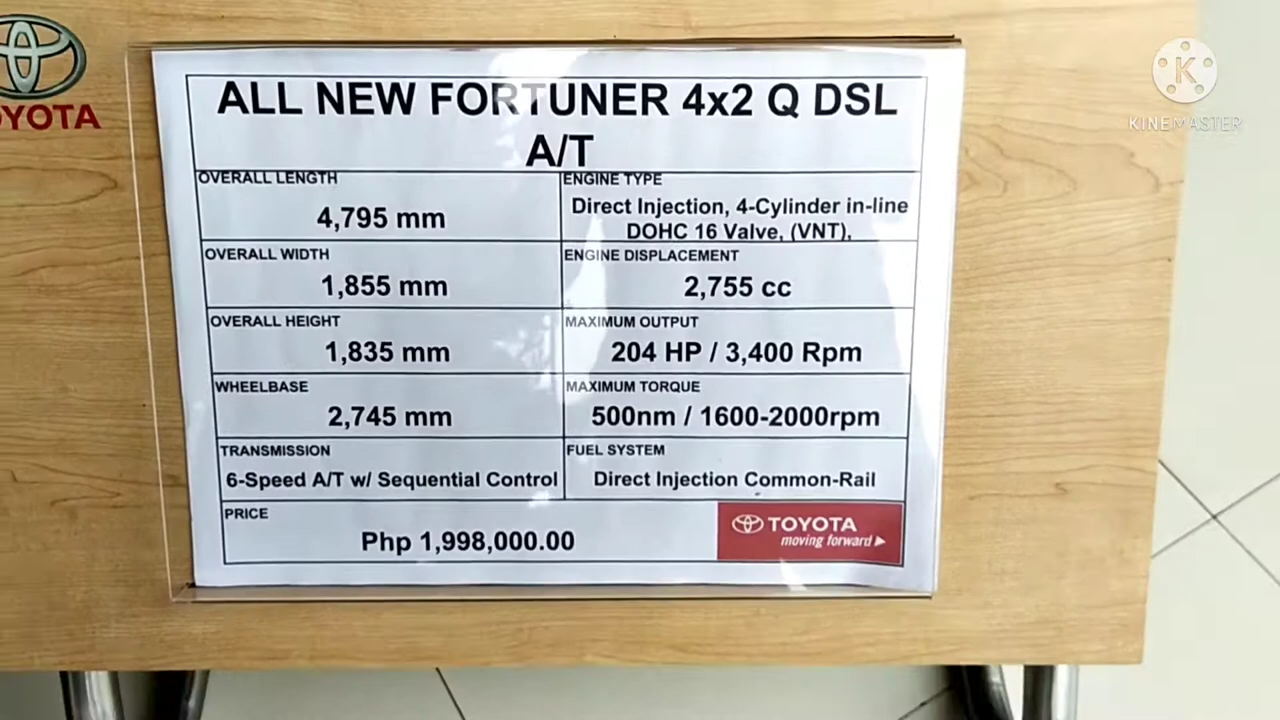 TOYOTA
KINEMASTER
ALL NEW FORTUNER 4x2 Q DSL
A/T
OVERALL LENGTH
4,795 mm
ENGINE TYPE
Direct Injection, 4-Cylinder in-line
DOHC 16 Valve, (VNT),
OVERALL WIDTH
1,855 mm
ENGINE DISPLACEMENT
2,755 cc
OVERALL HEIGHT
1,835 mm
MAXIMUM OUTPUT
204 HP / 3,400 Rpm
WHEELBASE
2,745 mm
MAXIMUM TORQUE
500nm / 1600-2000rpm
TRANSMISSION
6-Speed A/T w/ Sequential Control
FUEL SYSTEM
Direct Injection Common-Rail
PRICE
Php 1,998,000.00
TOYOTA
moving forward